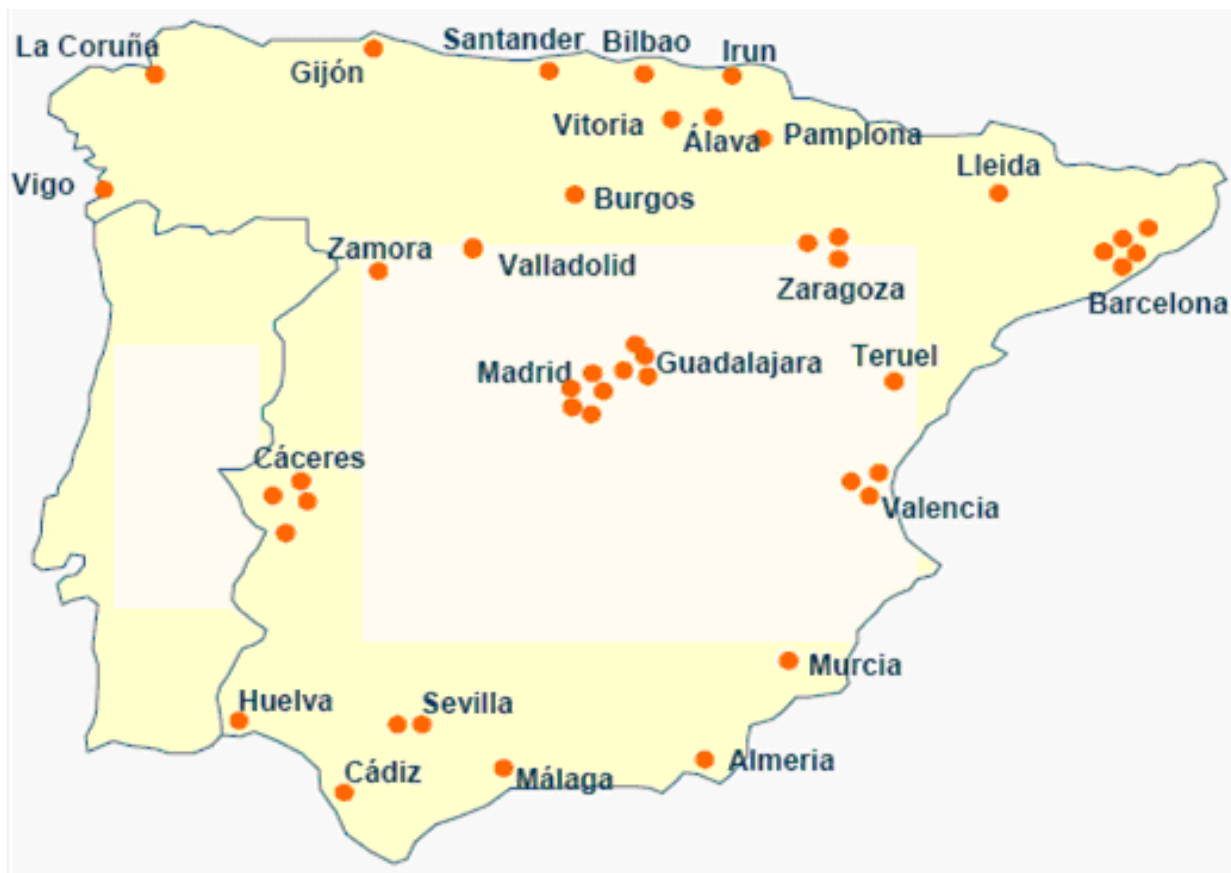 La Coruña
Gijón
Santander
Bilbao
Irun
Vitoria
Álava
Pamplona
Lleida
Vigo
Burgos
Zamora
Valladolid
Zaragoza
Barcelona
Madrid
Guadalajara
Teruel
Cáceres
Valencia
Murcia
Huelva
Sevilla
Cádiz
Málaga
Almeria